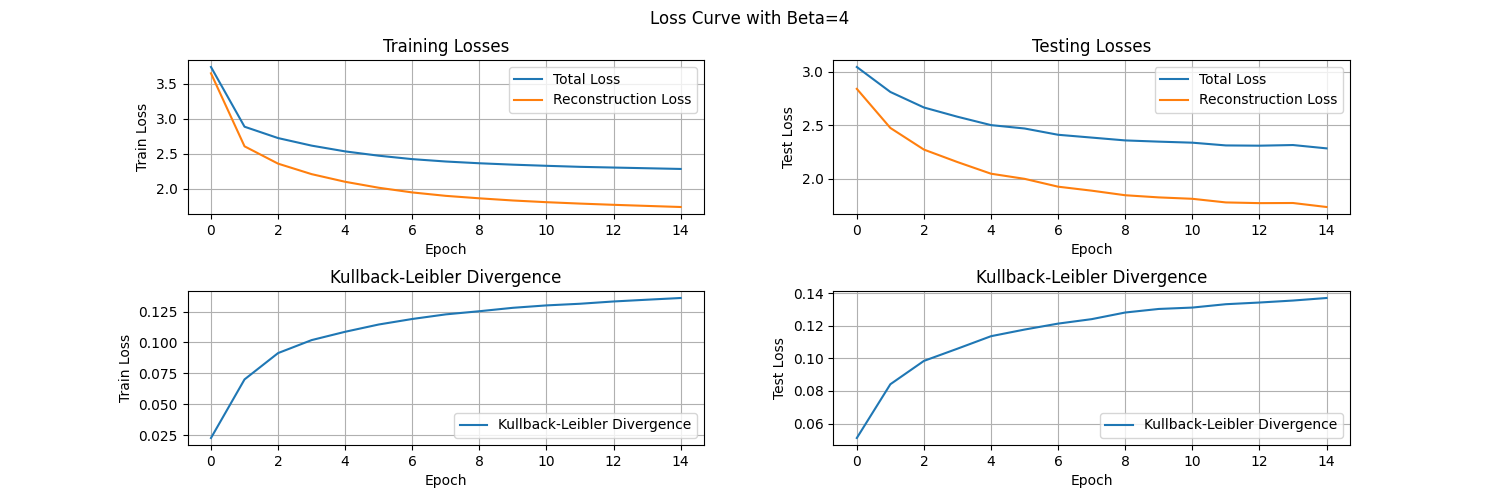 Loss Curve with Beta=4
Training Losses
Train Loss
3.5
3.0
2.5
2.0
Total Loss
Reconstruction Loss
0 2 4 6 8 10 12 14
Epoch
Testing Losses
Test Loss
3.0
2.5
2.0
Total Loss
Reconstruction Loss
0 2 4 6 8 10 12 14
Epoch
Kullback-Leibler Divergence
Train Loss
0.125
0.100
0.075
0.050
0.025
Kullback-Leibler Divergence
0 2 4 6 8 10 12 14
Epoch
Kullback-Leibler Divergence
Test Loss
0.14
0.12
0.10
0.08
0.06
Kullback-Leibler Divergence
0 2 4 6 8 10 12 14
Epoch